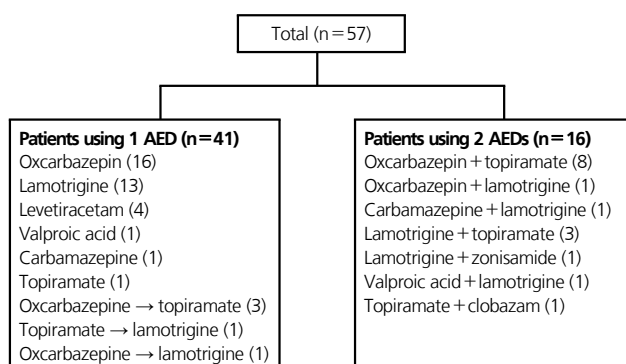 Total (n=57)
Patients using 1 AED (n=41)
Oxcarbazepin (16)
Lamotrigine (13)
Levetiracetam (4)
Valproic acid (1)
Carbamazepine (1)
Topiramate (1)
Oxcarbazepine → topiramate (3)
Topiramate → lamotrigine (1)
Oxcarbazepine → lamotrigine (1)
Patients using 2 AEDs (n=16)
Oxcarbazepin+topiramate (8)
Oxcarbazepin+lamotrigine (1)
Carbamazepine+lamotrigine (1)
Lamotrigine+topiramate (3)
Lamotrigine+zonisamide (1)
Valproic acid+lamotrigine (1)
Topiramate+clobazam (1)